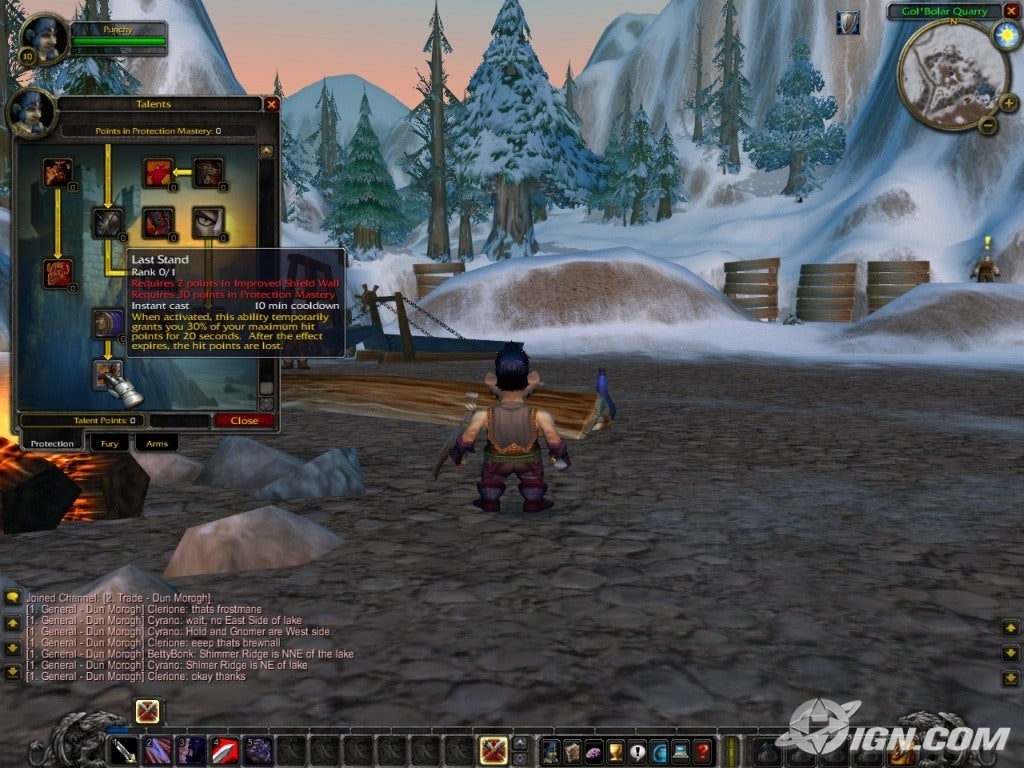 Punchy
10
Gol'Bolar Quarry
N
Talents
Points in Protection Mastery: 0
0
0
0
0
0
0
0
Last Stand
Rank 0/1
Requires 2 points in Improved Shield Wall
Requires 30 points in Protection Mastery
Instant cast 10 min cooldown
When activated, this ability temporarily
grants you 30% of your maximum hit
points for 20 seconds. After the effect
expires, the hit points are lost.
Talent Points: 0
Close
Protection Fury Arms
Joined Channel: [2. Trade - Dun Morogh]
[1. General - Dun Morogh] Clerione: thats frostmane
[1. General - Dun Morogh] Cyrano: wait, no East Side of lake
[1. General - Dun Morogh] Cyrano: Hold and Gnomer are West side
[1. General - Dun Morogh] Clerione: eeep thats brewnall
[1. General - Dun Morogh] BettyBonk: Shimmer Ridge is NNE of the lake
[1. General - Dun Morogh] Cyrano: Shimer Ridge is NE of lake
[1. General - Dun Morogh] Clerione: okay thanks
IGN.COM